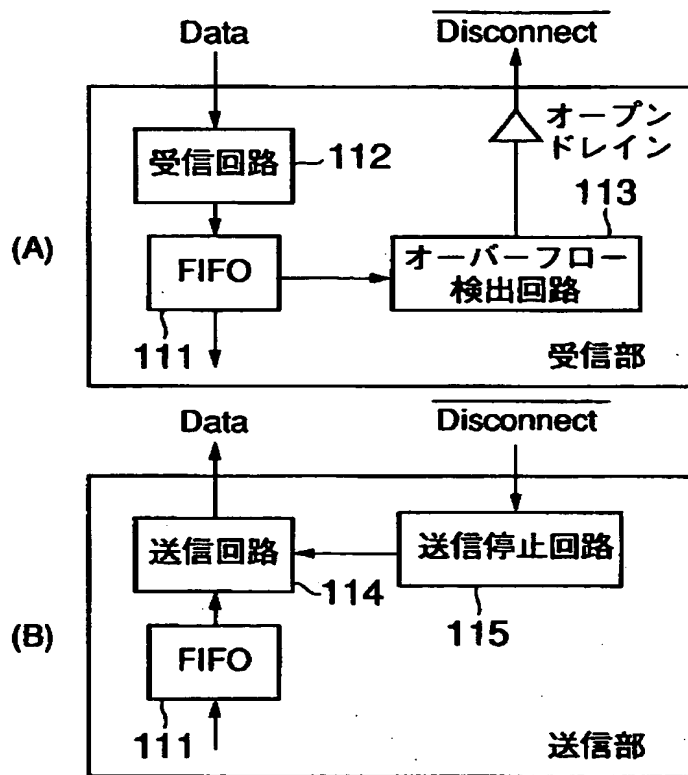 Data
Disconnect
オープン
ドレイン
受信回路
112
113
(A)
FIFO
オーバーフロー
検出回路
111
受信部
Data
Disconnect
送信回路
送信停止回路
114
115
(B)
FIFO
111
送信部